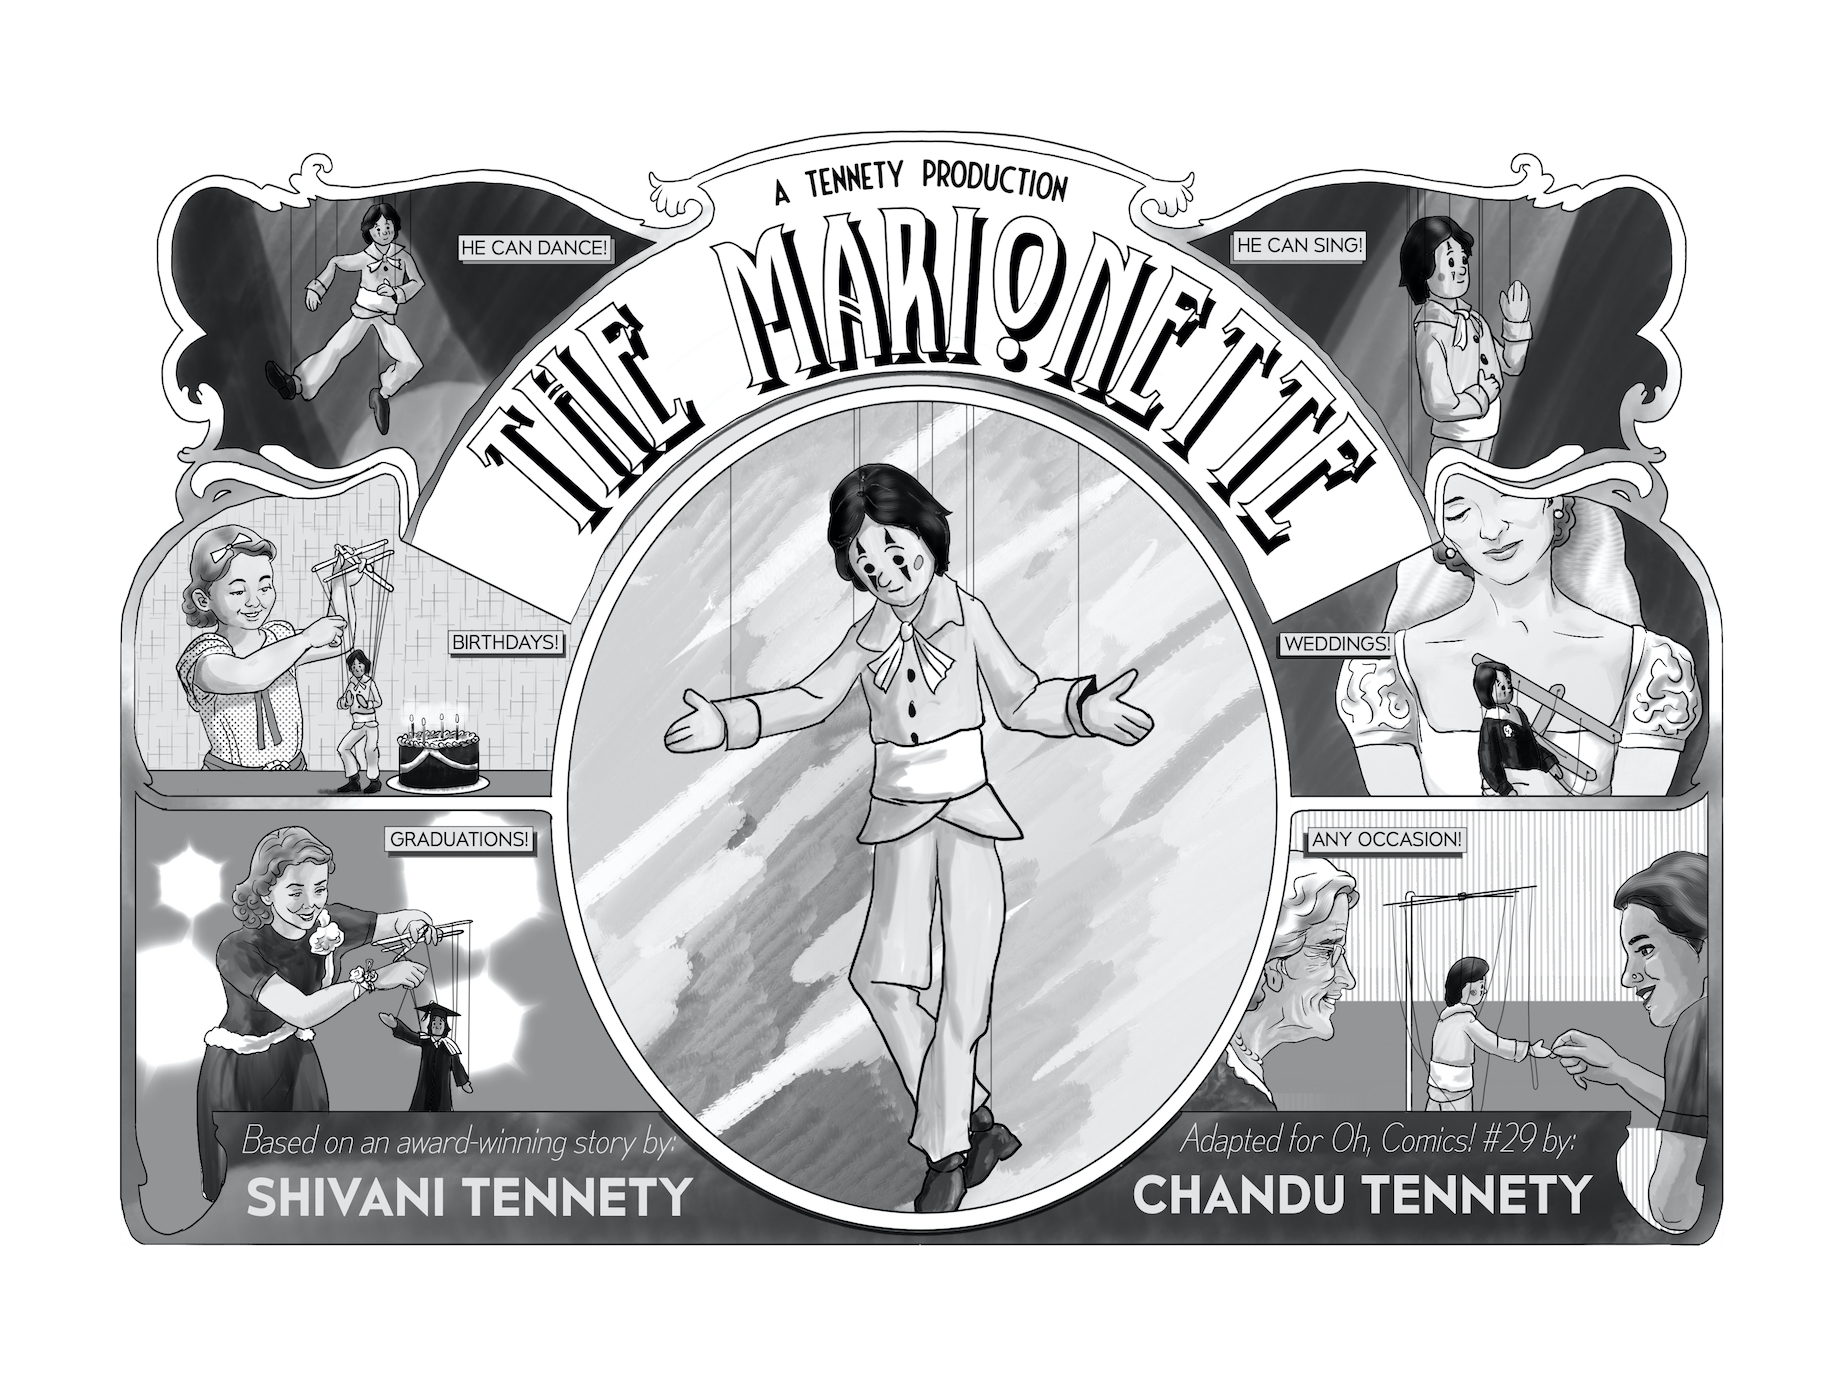 A TENNETY PRODUCTION
THE MARIONETTE
HE CAN DANCE!
HE CAN SING!
BIRTHDAYS!
WEDDINGS!
GRADUATIONS!
ANY OCCASION!
Based on an award-winning story by:
SHIVANI TENNETY
Adapted for Oh, Comics! #29 by:
CHANDU TENNETY